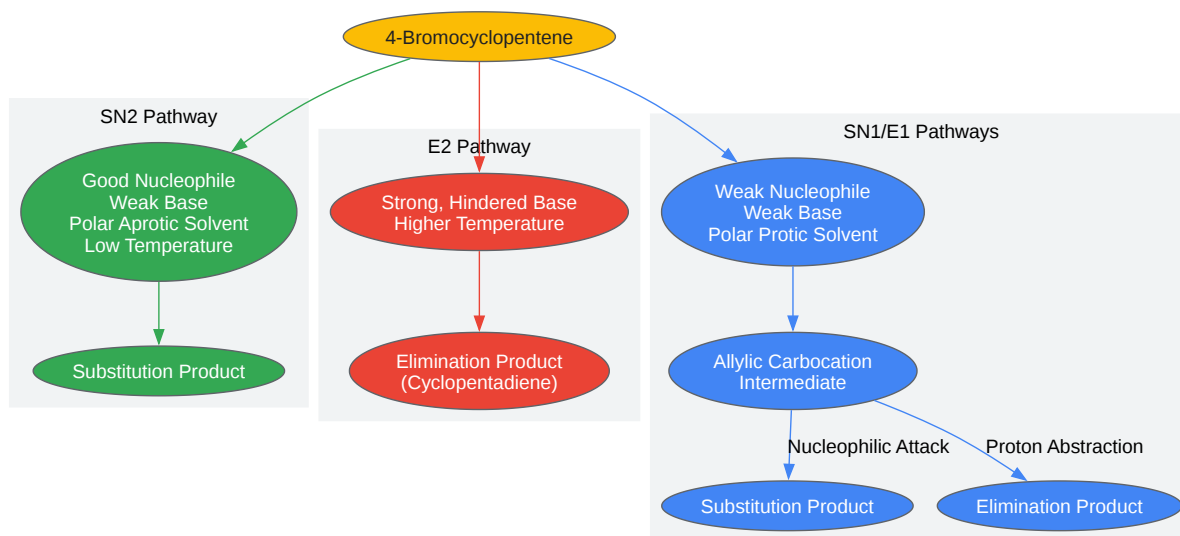 4-Bromocyclopentene
SN2 Pathway
Good Nucleophile
Weak Base
Polar Aprotic Solvent
Low Temperature
Substitution Product
E2 Pathway
Strong, Hindered Base
Higher Temperature
Elimination Product
(Cyclopentadiene)
SN1/E1 Pathways
Weak Nucleophile
Weak Base
Polar Protic Solvent
Allylic Carbocation
Intermediate
Nucleophilic Attack
Proton Abstraction
Substitution Product
Elimination Product